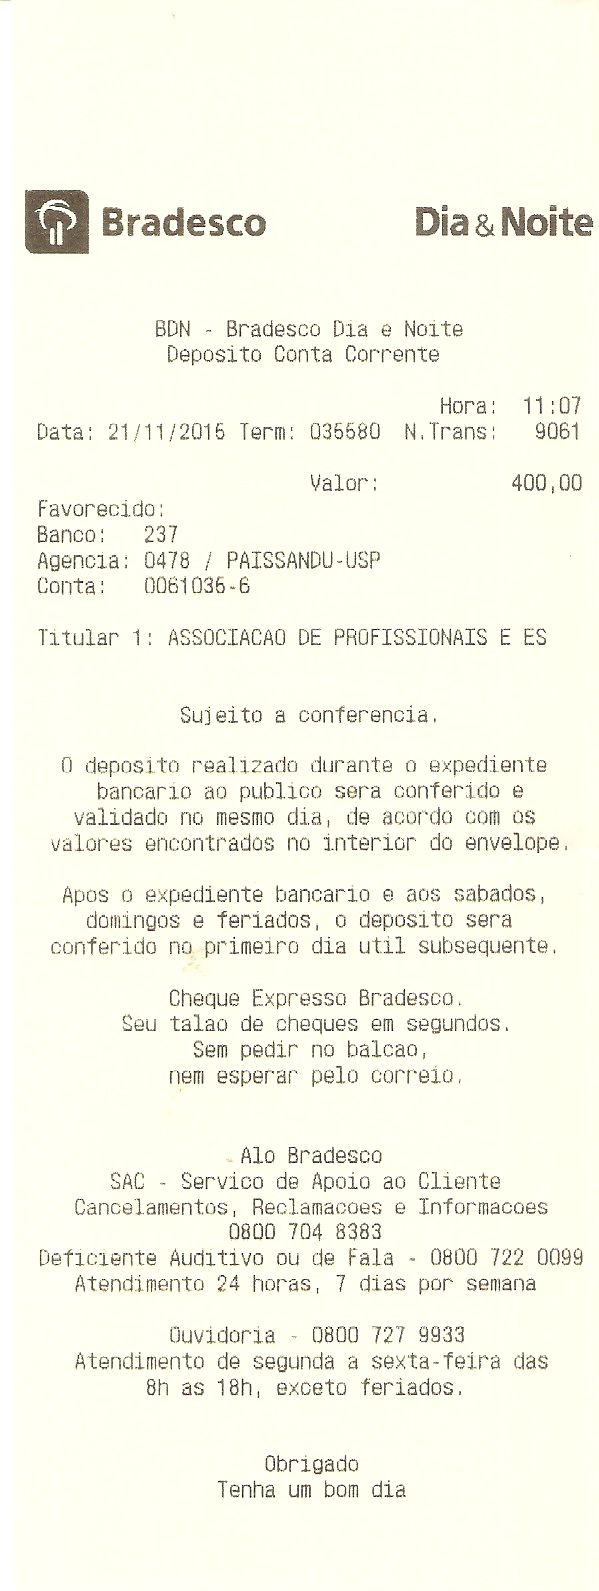 Bradesco Dia & Noite
BDN - Bradesco Dia e Noite
Deposito Conta Corrente
Hora: 11:07
Data: 21/11/2015 Term: 035580 N.Trans: 9061
Valor: 400,00
Favorecido:
Banco: 237
Agencia: 0478 / PAISSANDU-USP
Conta: 0061035-6
Titular 1: ASSOCIACAO DE PROFISSIONAIS E ES
Sujeito a conferencia.
O deposito realizado durante o expediente
bancario ao publico sera conferido e
validado no mesmo dia, de acordo com os
valores encontrados no interior do envelope.
Apos o expediente bancario e aos sabados,
domingos e feriados, o deposito sera
conferido no primeiro dia util subsequente.
Cheque Expresso Bradesco.
Seu talao de cheques em segundos.
Sem pedir no balcao,
nem esperar pelo correio.
Alo Bradesco
SAC - Servico de Apoio ao Cliente
Cancelamentos, Reclamacoes e Informacoes
0800 704 8383
Deficiente Auditivo ou de Fala - 0800 722 0099
Atendimento 24 horas, 7 dias por semana
Ouvidoria - 0800 727 9933
Atendimento de segunda a sexta-feira das
8h as 18h, exceto feriados.
Obrigado
Tenha um bom dia